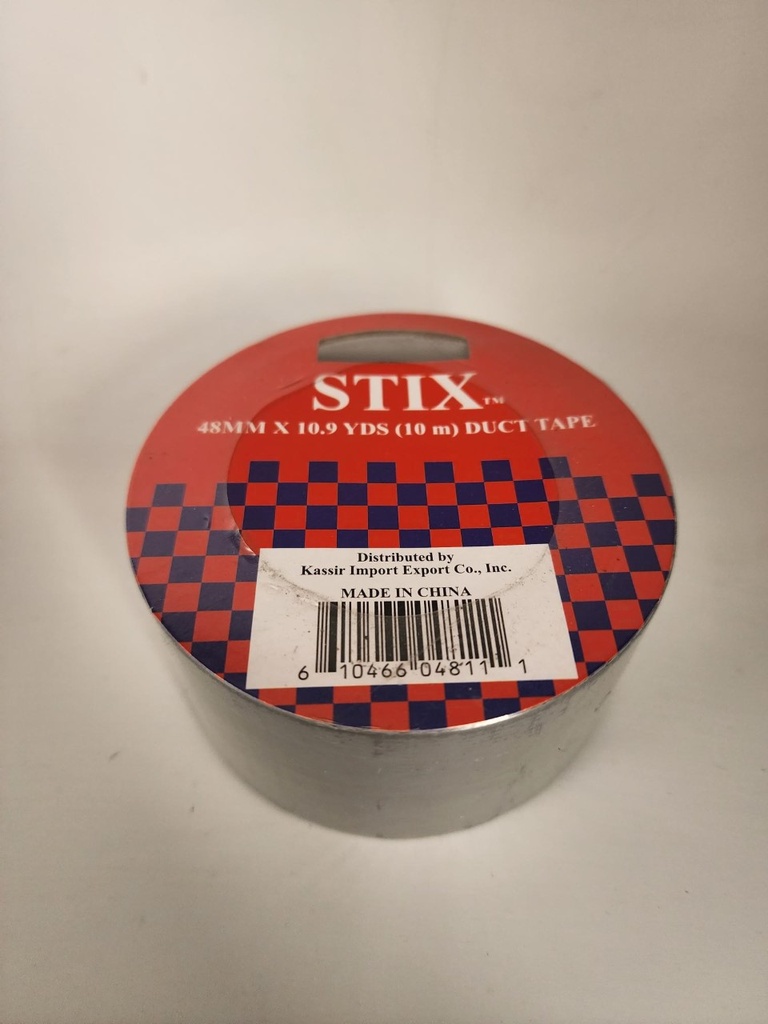 STIX™
48MM X 10.9 YDS (10 m) DUCT TAPE
Distributed by
Kassir Import Export Co., Inc.
MADE IN CHINA
6 10466 04811 1